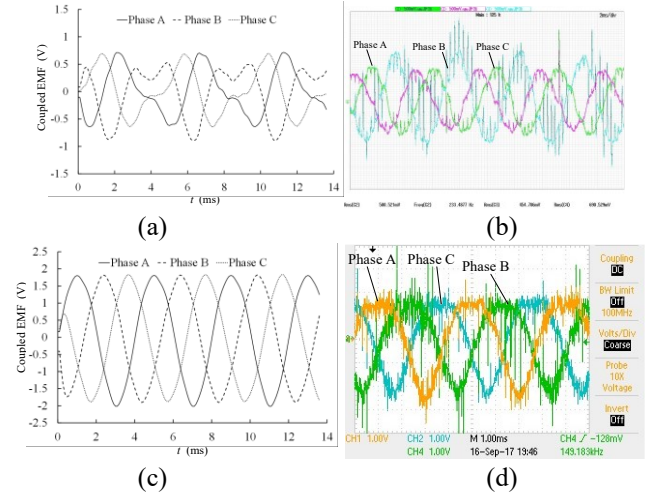 Phase A Phase B Phase C
Coupled EMF (V)
1.5
1
0.5
0
-0.5
-1
-1.5
0 2 4 6 8 10 12 14
t (ms)
(a)
Phase A
Phase B
Phase C
(b)
Phase A Phase B Phase C
Coupled EMF (V)
2.5
2
1.5
1
0.5
0
-0.5
-1
-1.5
-2
-2.5
0 2 4 6 8 10 12 14
t (ms)
(c)
Phase A
Phase C
Phase B
Coupling
DC
BW Limit
Off
100MHz
Volts/Div
Coarse
Probe
10X
Voltage
Invert
Off
CH1 1.00V CH2 1.00V M 1.00ms CH4 ⁄ -128mV
CH4 1.00V 16-Sep-17 19:46 149.183kHz
(d)